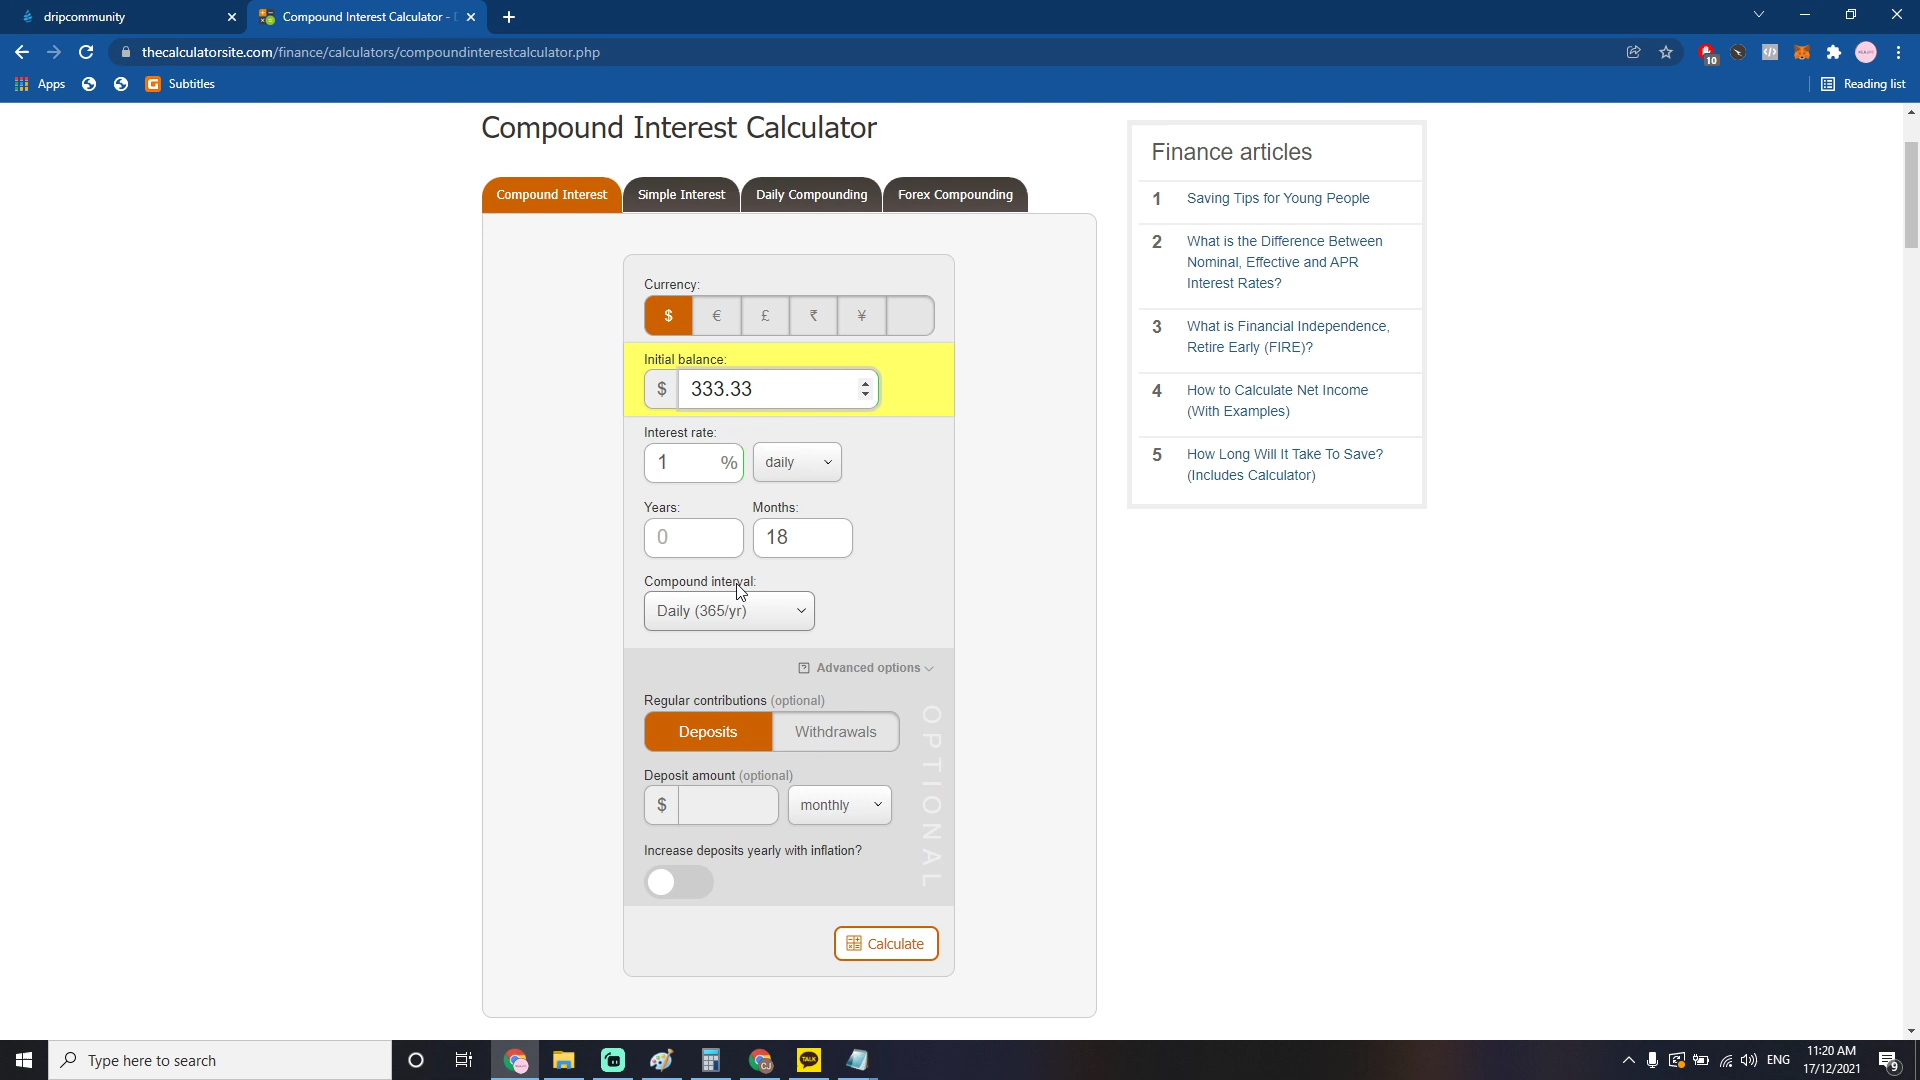 dripcommunity
Compound Interest Calculator -
thecalculatorsite.com/finance/calculators/compoundinterestcalculator.php
10
Apps
Subtitles
Reading list
Compound Interest Calculator
Compound Interest
Simple Interest
Daily Compounding
Forex Compounding
Currency:
$
€
£
₹
¥
Initial balance:
$ 333.33
Interest rate:
1 %
daily
Years:
Months:
0
18
Compound interval:
Daily (365/yr)
Advanced options
Regular contributions (optional)
Deposits
Withdrawals
Deposit amount (optional)
$
monthly
Increase deposits yearly with inflation?
OPTIONAL
Calculate
Finance articles
1 Saving Tips for Young People
2 What is the Difference Between
Nominal, Effective and APR
Interest Rates?
3 What is Financial Independence,
Retire Early (FIRE)?
4 How to Calculate Net Income
(With Examples)
5 How Long Will It Take To Save?
(Includes Calculator)
Type here to search
CJ
TALK
ENG
11:20 AM
17/12/2021
9